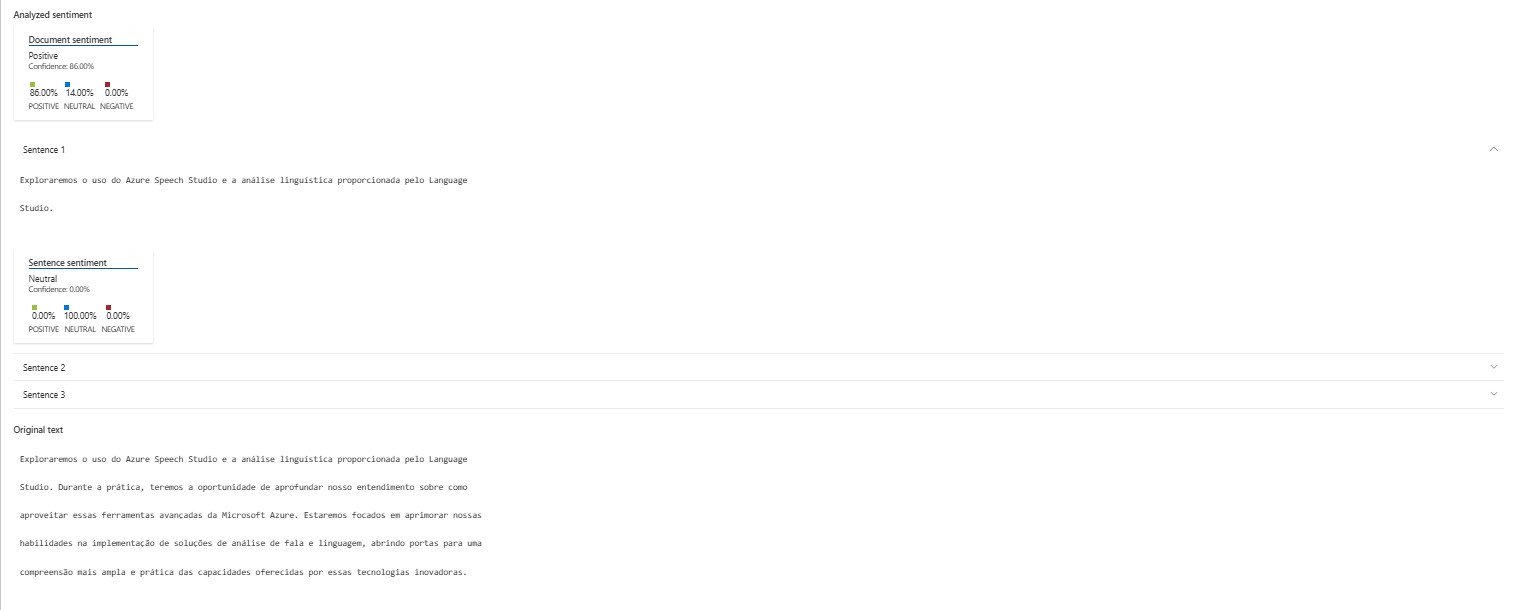 Analyzed sentiment
Document sentiment
Positive
Confidence: 86.00%
86.00% 14.00% 0.00%
POSITIVE NEUTRAL NEGATIVE
Sentence 1
Exploraremos o uso do Azure Speech Studio e a análise linguística proporcionada pelo Language
Studio.
Sentence sentiment
Neutral
Confidence: 0.00%
0.00% 100.00% 0.00%
POSITIVE NEUTRAL NEGATIVE
Sentence 2
Sentence 3
Original text
Exploraremos o uso do Azure Speech Studio e a análise linguística proporcionada pelo Language
Studio. Durante a prática, teremos a oportunidade de aprofundar nosso entendimento sobre como
aproveitar essas ferramentas avançadas da Microsoft Azure. Estaremos focados em aprimorar nossas
habilidades na implementação de soluções de análise de fala e linguagem, abrindo portas para uma
compreensão mais ampla e prática das capacidades oferecidas por essas tecnologias inovadoras.